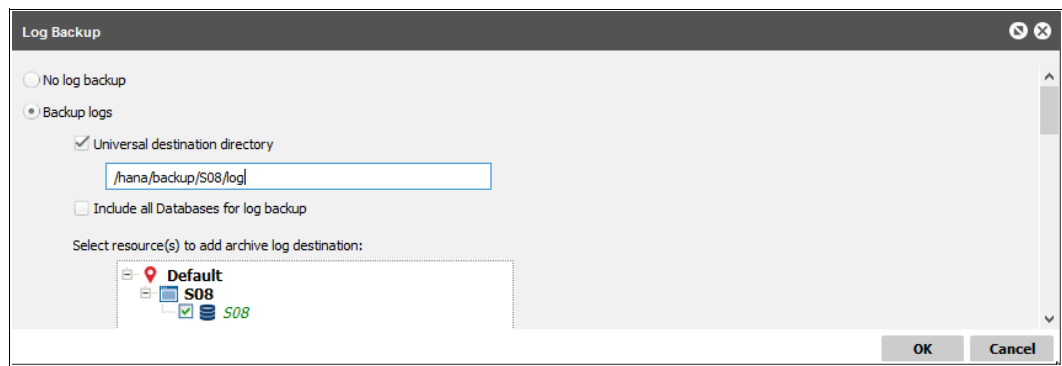 Log Backup
No log backup
Backup logs
Universal destination directory
/hana/backup/S08/log
Include all Databases for log backup
Select resource(s) to add archive log destination:
Default
S08
S08
OK Cancel